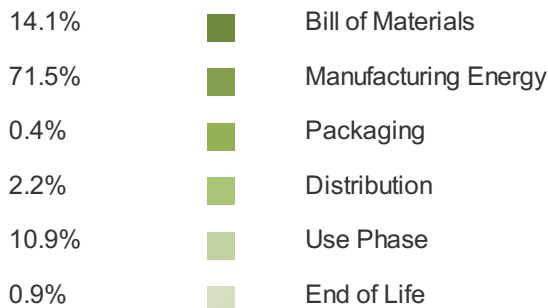 14.1% Bill of Materials
71.5% Manufacturing Energy
0.4% Packaging
2.2% Distribution
10.9% Use Phase
0.9% End of Life